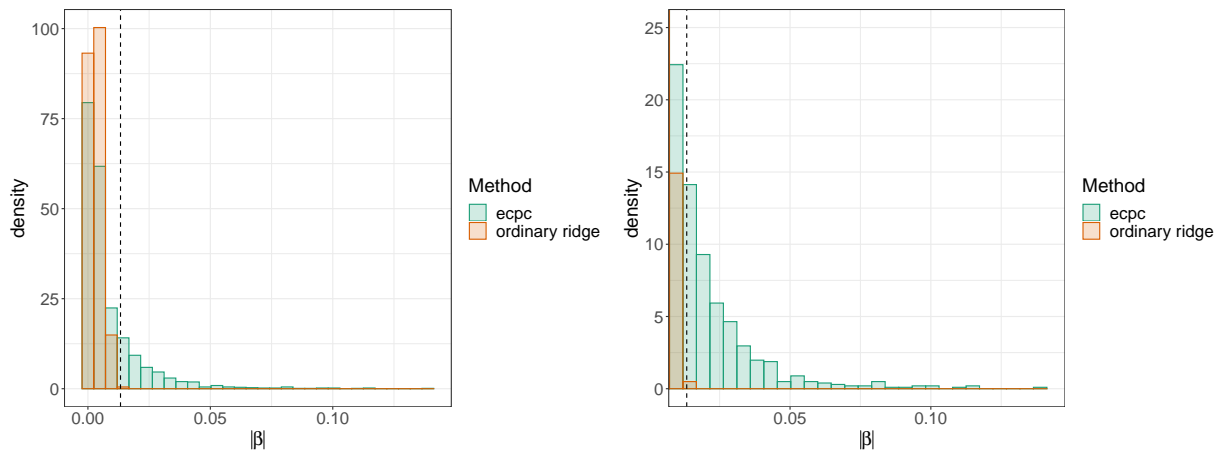 100
75
50
25
0
density
0.00
0.05
0.10
|β|
Method
ecpc
ordinary ridge
25
20
15
10
5
0
density
0.05
0.10
|β|
Method
ecpc
ordinary ridge